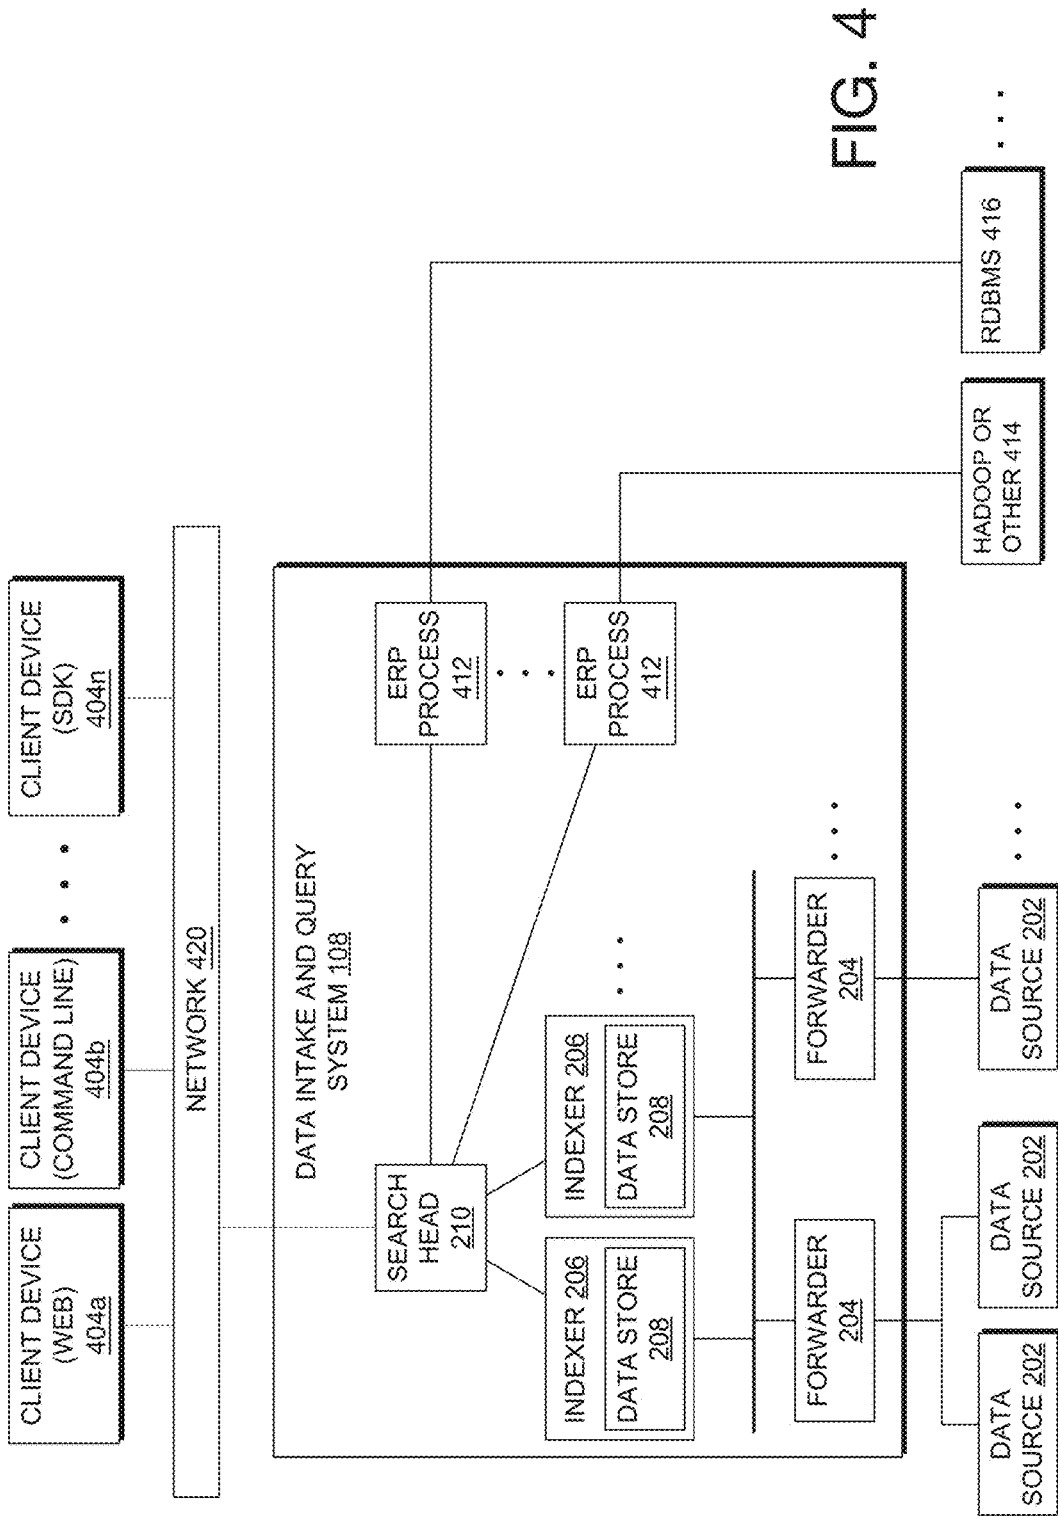 CLIENT DEVICE
(WEB)
404a
CLIENT DEVICE
(COMMAND LINE)
404b
CLIENT DEVICE
(SDK)
404n
NETWORK 420
DATA INTAKE AND QUERY
SYSTEM 108
SEARCH
HEAD
210
ERP
PROCESS
412
ERP
PROCESS
412
INDEXER 206
DATA STORE
208
INDEXER 206
DATA STORE
208
FORWARDER
204
FORWARDER
204
DATA
SOURCE 202
DATA
SOURCE 202
DATA
SOURCE 202
HADOOP OR
OTHER 414
RDBMS 416
FIG. 4